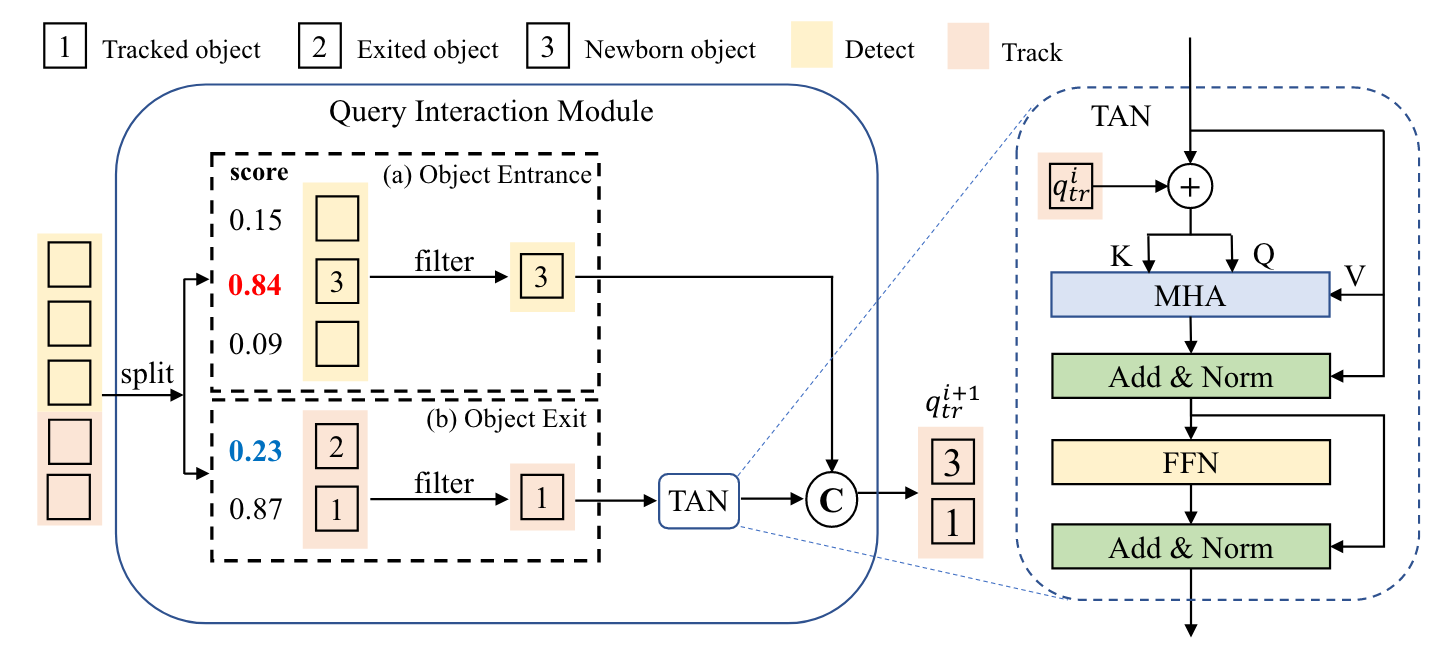 1 Tracked object 2 Exited object 3 Newborn object Detect Track
Query Interaction Module
score
(a) Object Entrance
0.15
0.84 3 filter 3
0.09
split
(b) Object Exit
0.23 2
0.87 1 filter 1
TAN
C
q_{tr}^{i+1}
3
1
TAN
q_{tr}^{i} +
K Q
MHA V
Add & Norm
FFN
Add & Norm